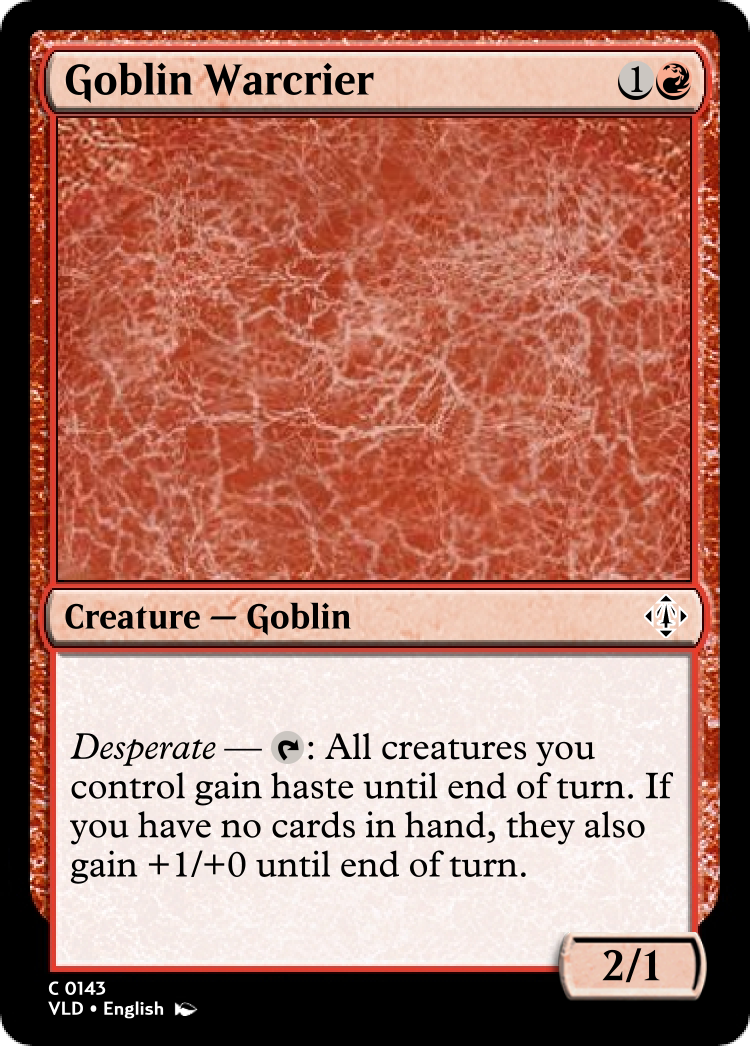 Goblin Warcrier 1
Creature — Goblin
Desperate — : All creatures you
control gain haste until end of turn. If
you have no cards in hand, they also
gain +1/+0 until end of turn.
2/1
C 0143
VLD • English